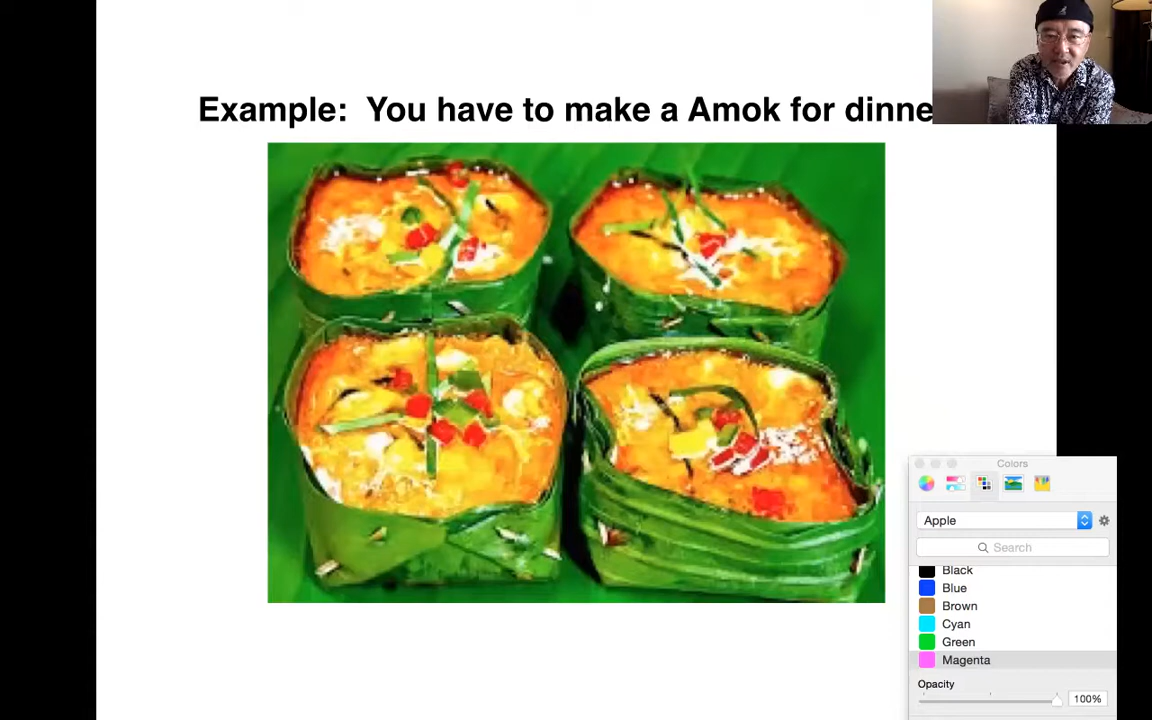 Example: You have to make a Amok for dinne
Colors
Apple
Search
Black
Blue
Brown
Cyan
Green
Magenta
Opacity
100%